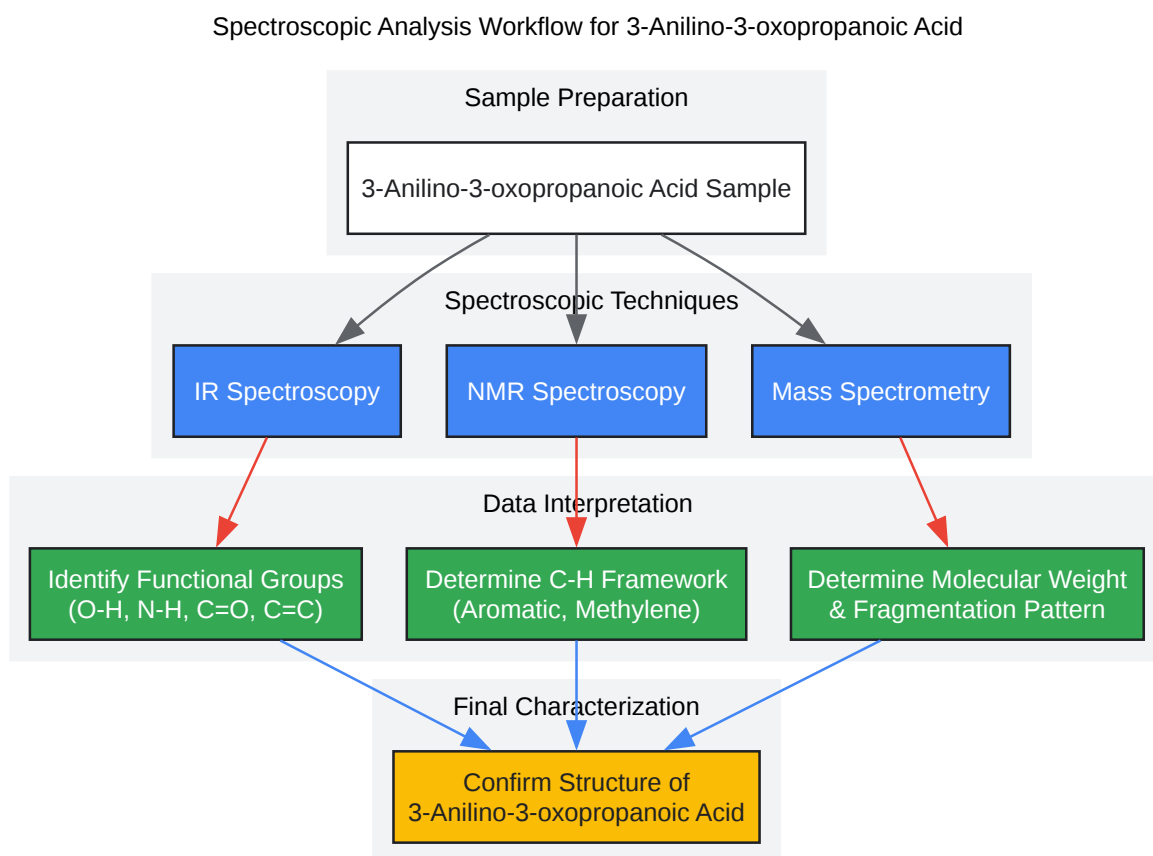 Spectroscopic Analysis Workflow for 3-Anilino-3-oxopropanoic Acid
Sample Preparation
3-Anilino-3-oxopropanoic Acid Sample
Spectroscopic Techniques
IR Spectroscopy
NMR Spectroscopy
Mass Spectrometry
Data Interpretation
Identify Functional Groups
(O-H, N-H, C=O, C=C)
Determine C-H Framework
(Aromatic, Methylene)
Determine Molecular Weight
& Fragmentation Pattern
Final Characterization
Confirm Structure of
3-Anilino-3-oxopropanoic Acid